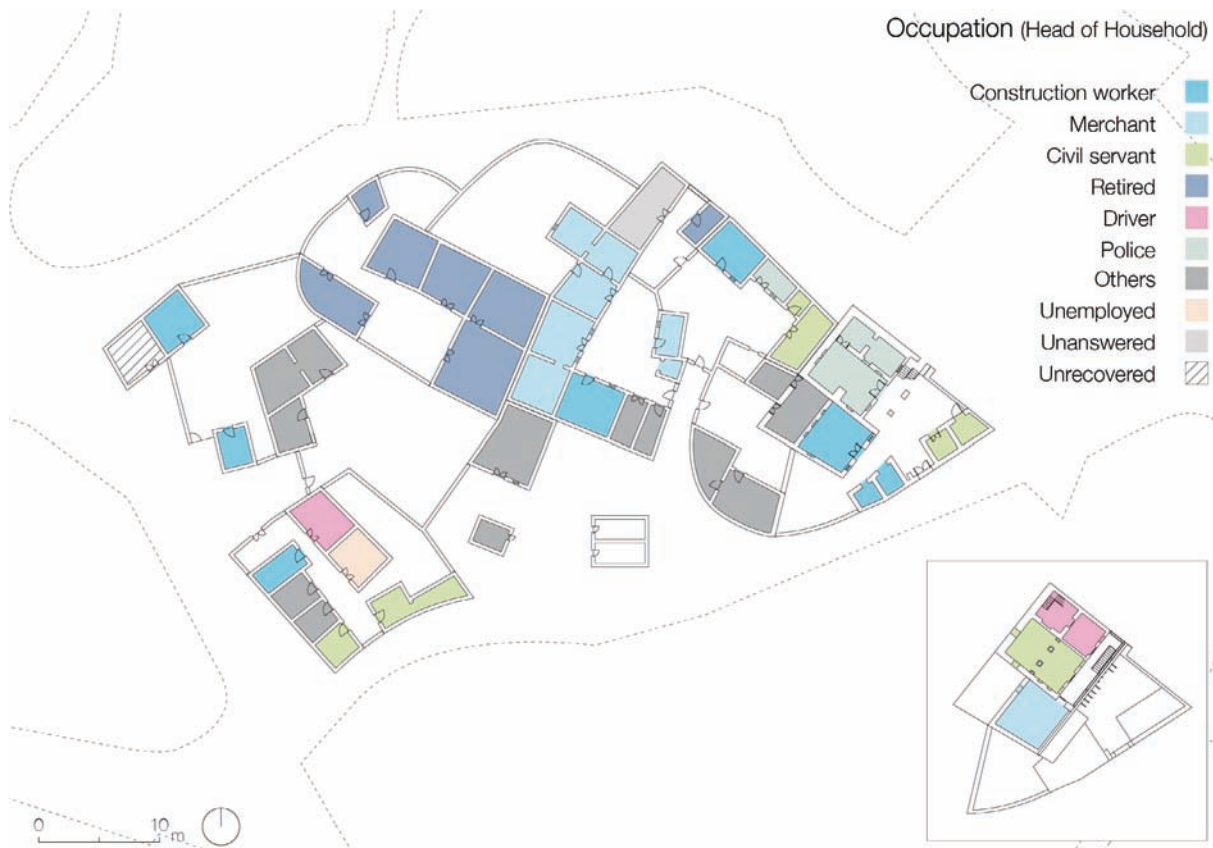 Occupation (Head of Household)
Construction worker
Merchant
Civil servant
Retired
Driver
Police
Others
Unemployed
Unanswered
Unrecovered
0 10 m